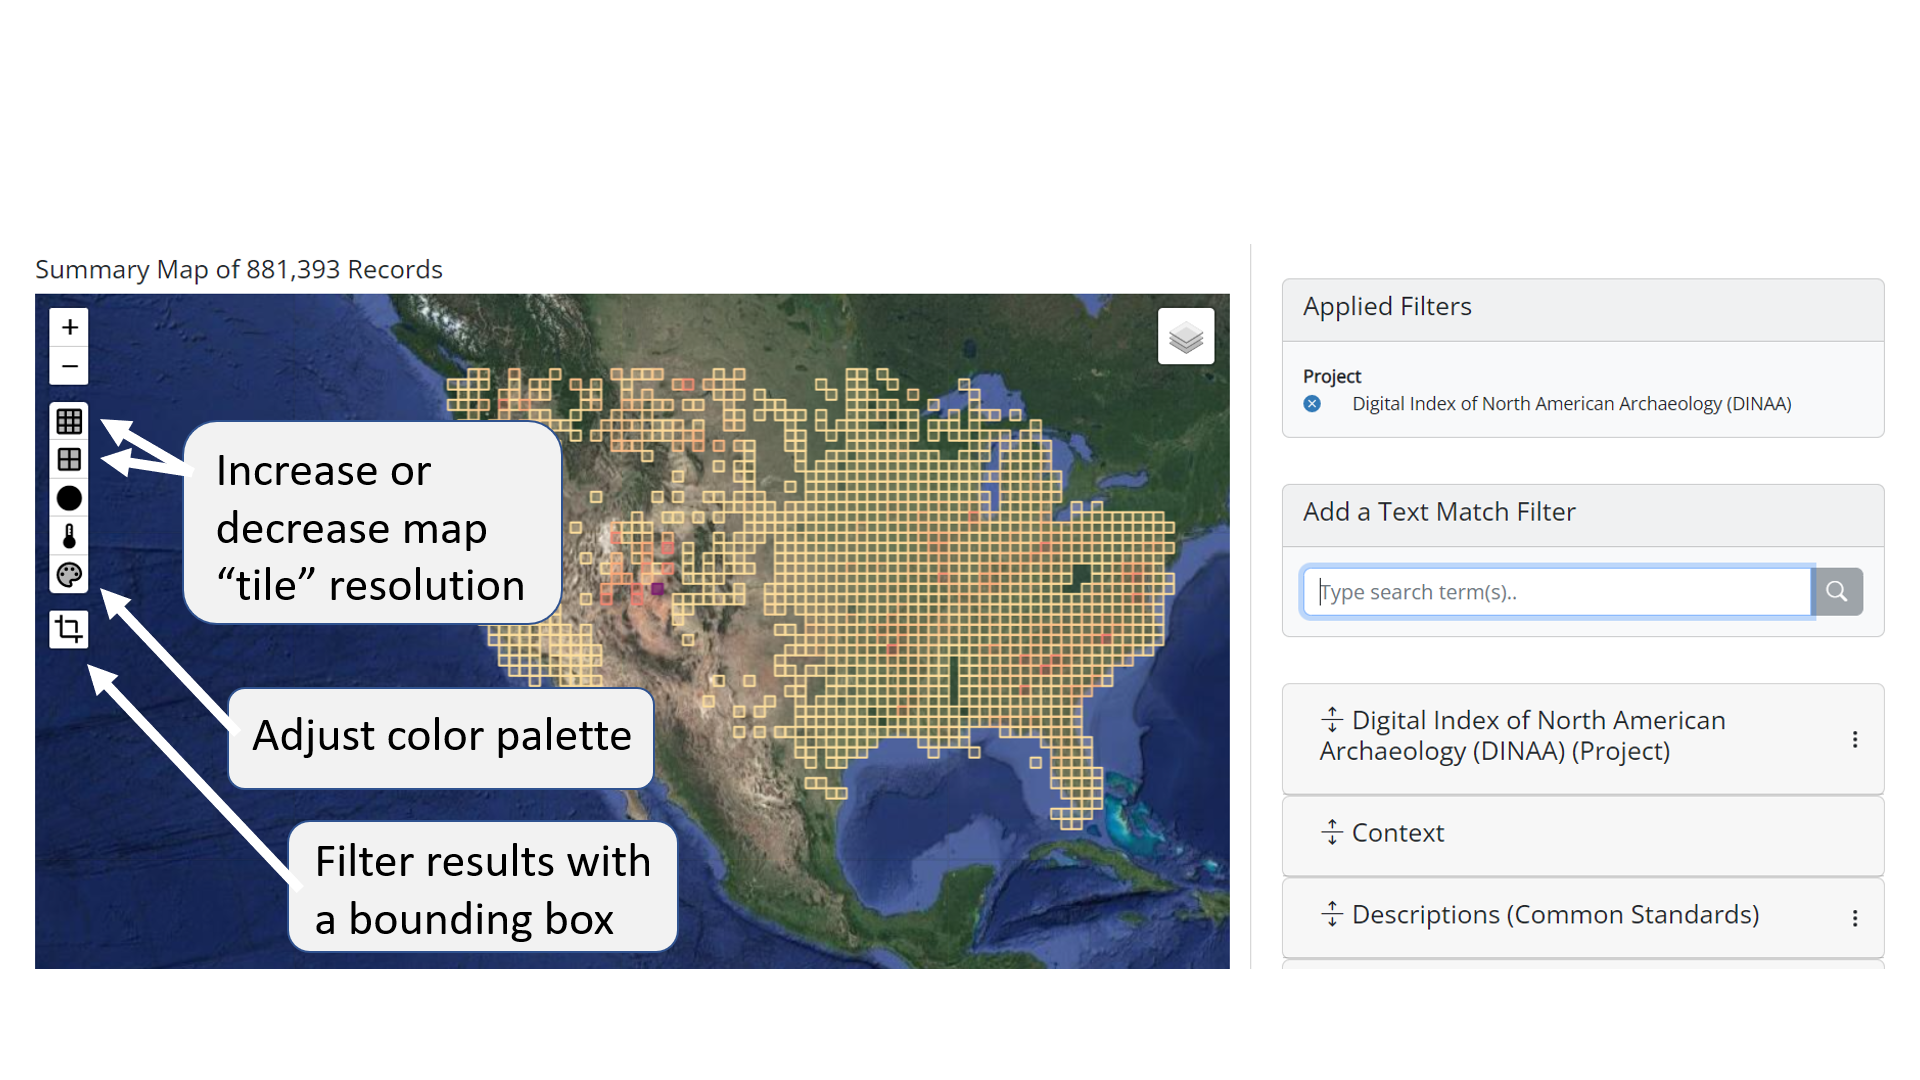 Summary Map of 881,393 Records
+
−
Increase or
decrease map
“tile” resolution
Adjust color palette
Filter results with
a bounding box
Applied Filters
Project
Digital Index of North American Archaeology (DINAA)
Add a Text Match Filter
Type search term(s)..
Digital Index of North American
Archaeology (DINAA) (Project)
Context
Descriptions (Common Standards)